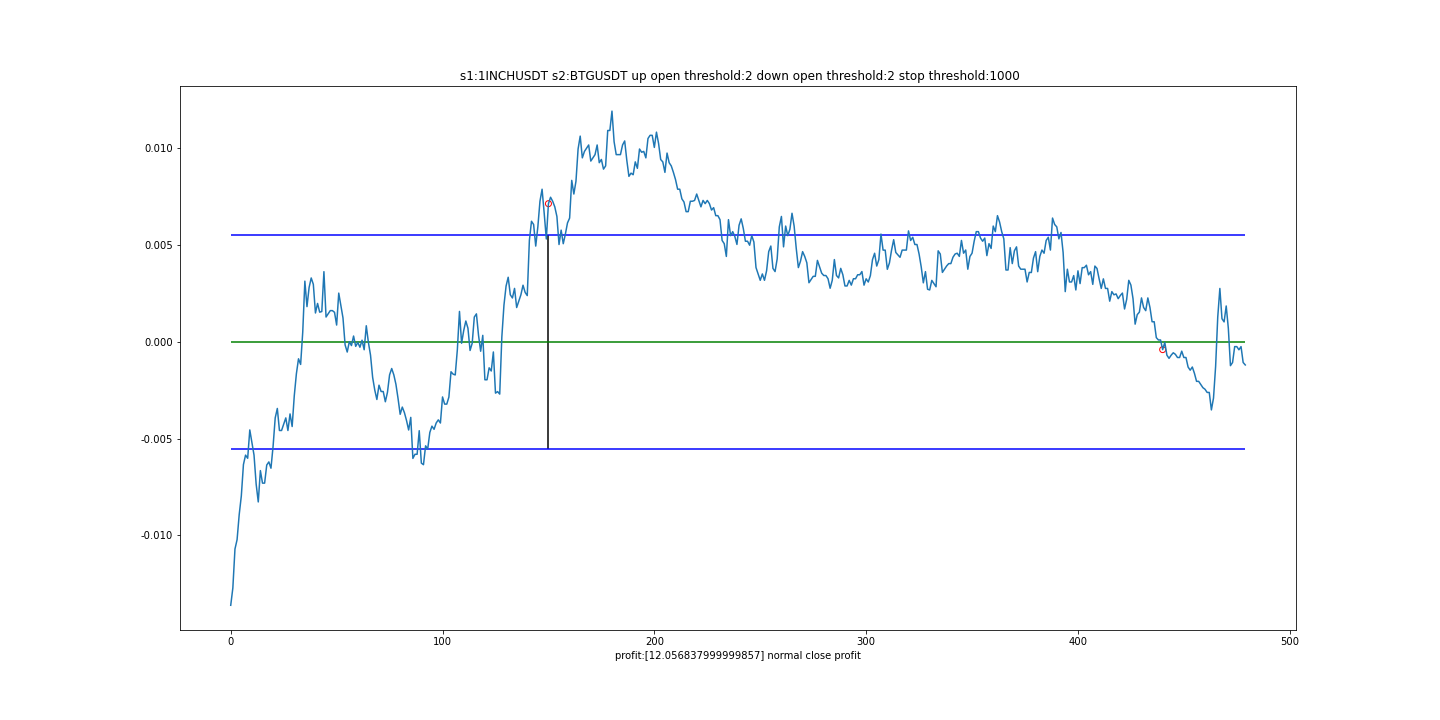 s1:1INCHUSDT s2:BTGUSDT up open threshold:2 down open threshold:2 stop threshold:1000
0.010
0.005
0.000
-0.005
-0.010
0 100 200 300 400 500
profit:[12.056837999999857] normal close profit